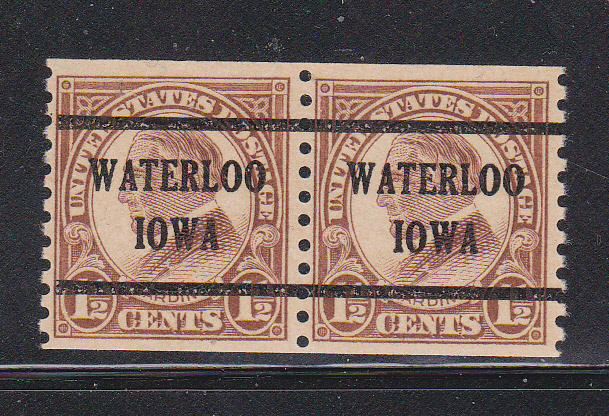 UNITED STATES POSTAGE UNITED STATES POSTAGE
WATERLOO WATERLOO
IOWA IOWA
HARDING HARDING
1½ 1½ 1½ 1½
CENTS CENTS